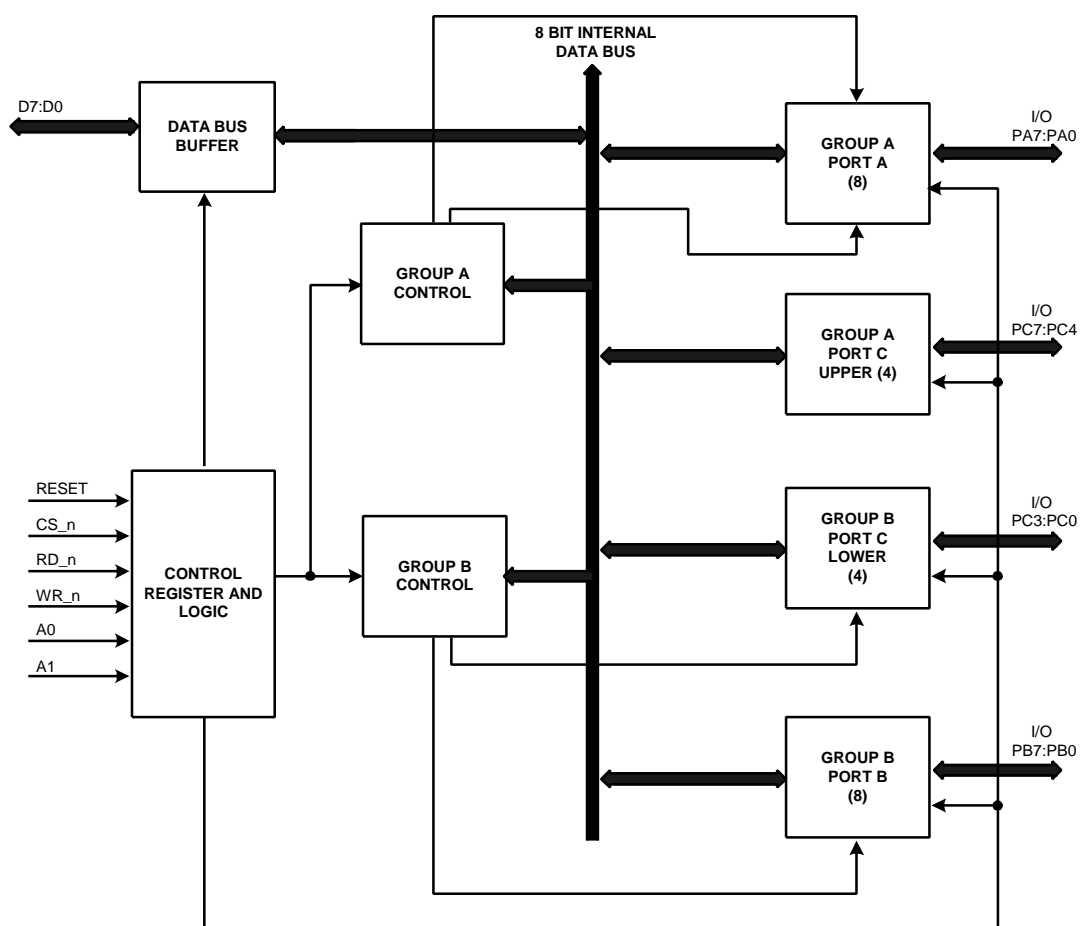 8 BIT INTERNAL
DATA BUS
D7:D0
DATA BUS
BUFFER
GROUP A
PORT A
(8)
I/O
PA7:PA0
GROUP A
CONTROL
GROUP A
PORT C
UPPER (4)
I/O
PC7:PC4
RESET
CS_n
RD_n
WR_n
A0
A1
CONTROL
REGISTER AND
LOGIC
GROUP B
CONTROL
GROUP B
PORT C
LOWER
(4)
I/O
PC3:PC0
GROUP B
PORT B
(8)
I/O
PB7:PB0